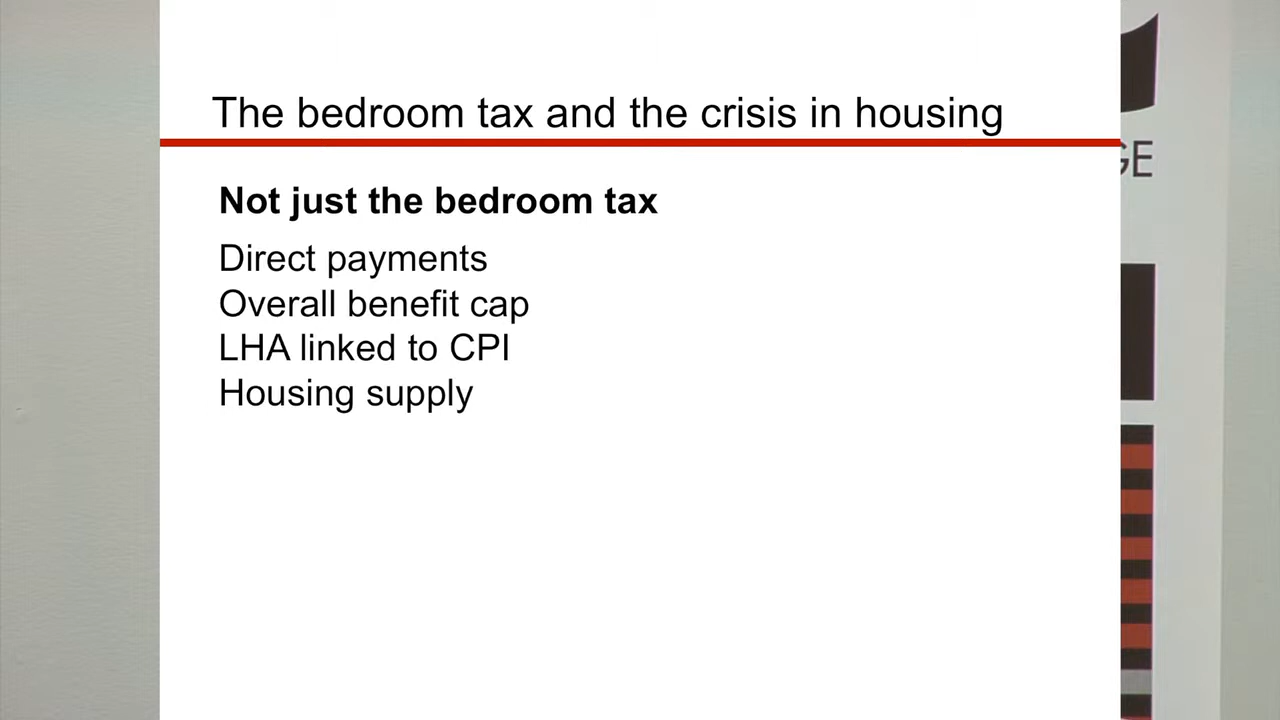 The bedroom tax and the crisis in housing
Not just the bedroom tax
Direct payments
Overall benefit cap
LHA linked to CPI
Housing supply
GE